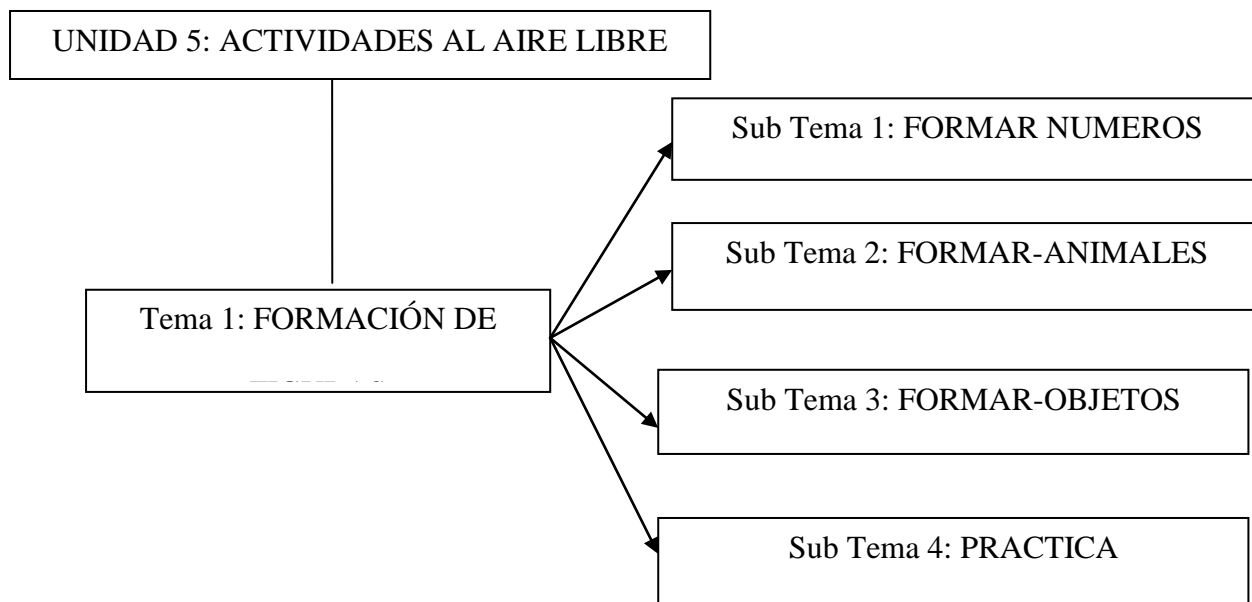 UNIDAD 5: ACTIVIDADES AL AIRE LIBRE
Sub Tema 1: FORMAR NUMEROS
Sub Tema 2: FORMAR-ANIMALES
Tema 1: FORMACIÓN DE
Sub Tema 3: FORMAR-OBJETOS
Sub Tema 4: PRACTICA